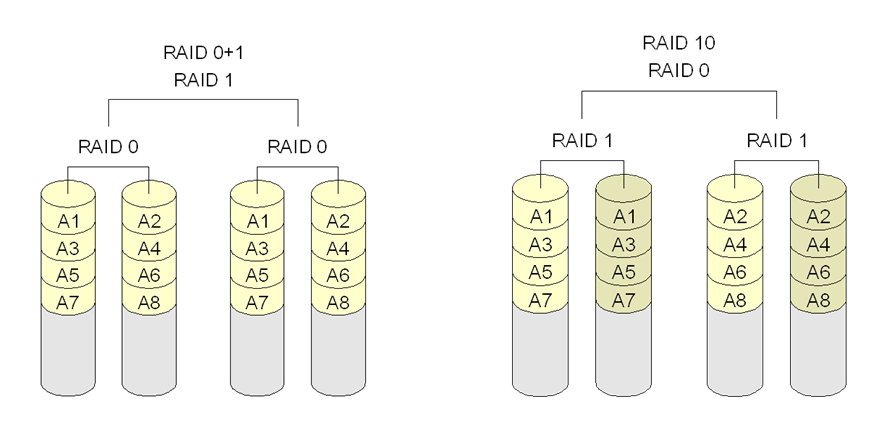 RAID 0+1
RAID 1
RAID 0 RAID 0
A1 A2 A1 A2
A3 A4 A3 A4
A5 A6 A5 A6
A7 A8 A7 A8
RAID 10
RAID 0
RAID 1 RAID 1
A1 A1 A2 A2
A3 A3 A4 A4
A5 A5 A6 A6
A7 A7 A8 A8